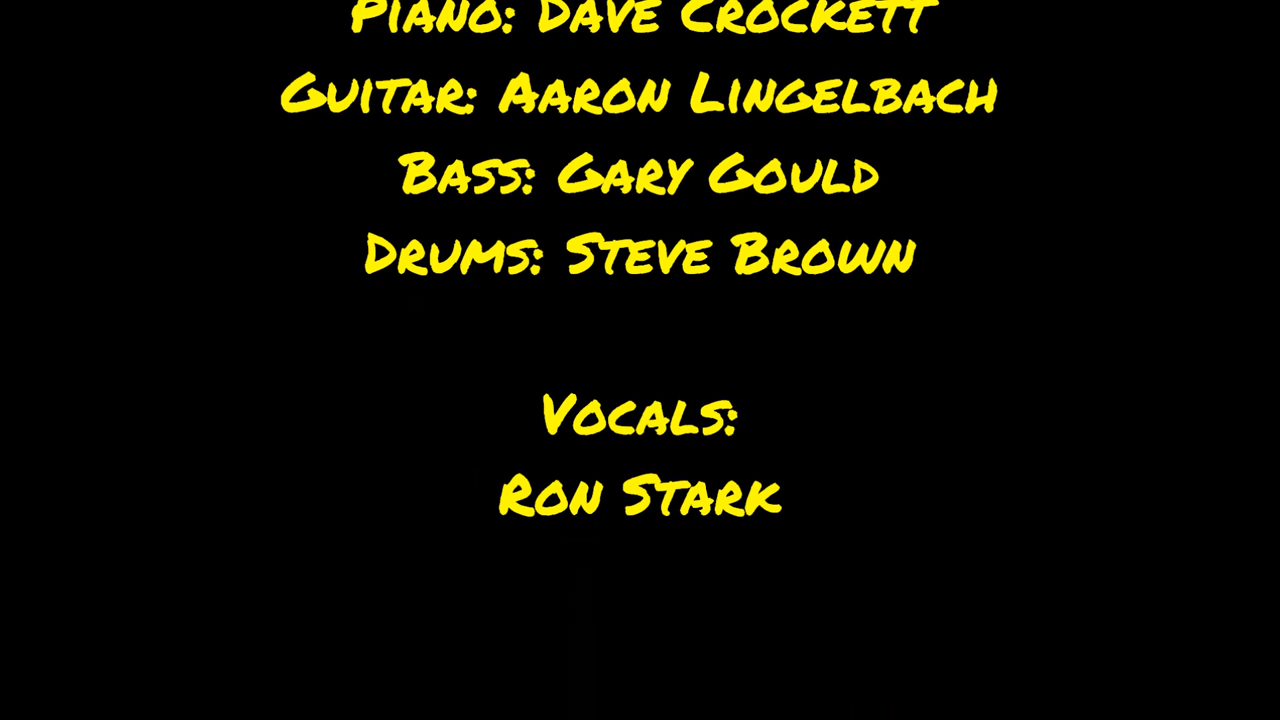 Piano: Dave Crockett
Guitar: Aaron Lingelbach
Bass: Gary Gould
Drums: Steve Brown
Vocals:
Ron Stark